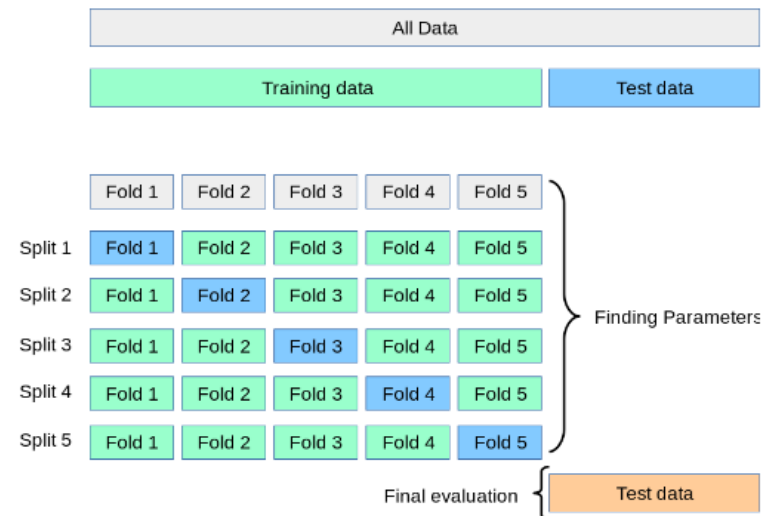 All Data
Training data Test data
Fold 1 Fold 2 Fold 3 Fold 4 Fold 5
Split 1 Fold 1 Fold 2 Fold 3 Fold 4 Fold 5
Split 2 Fold 1 Fold 2 Fold 3 Fold 4 Fold 5
Split 3 Fold 1 Fold 2 Fold 3 Fold 4 Fold 5
Split 4 Fold 1 Fold 2 Fold 3 Fold 4 Fold 5
Split 5 Fold 1 Fold 2 Fold 3 Fold 4 Fold 5
Finding Parameters
Final evaluation Test data